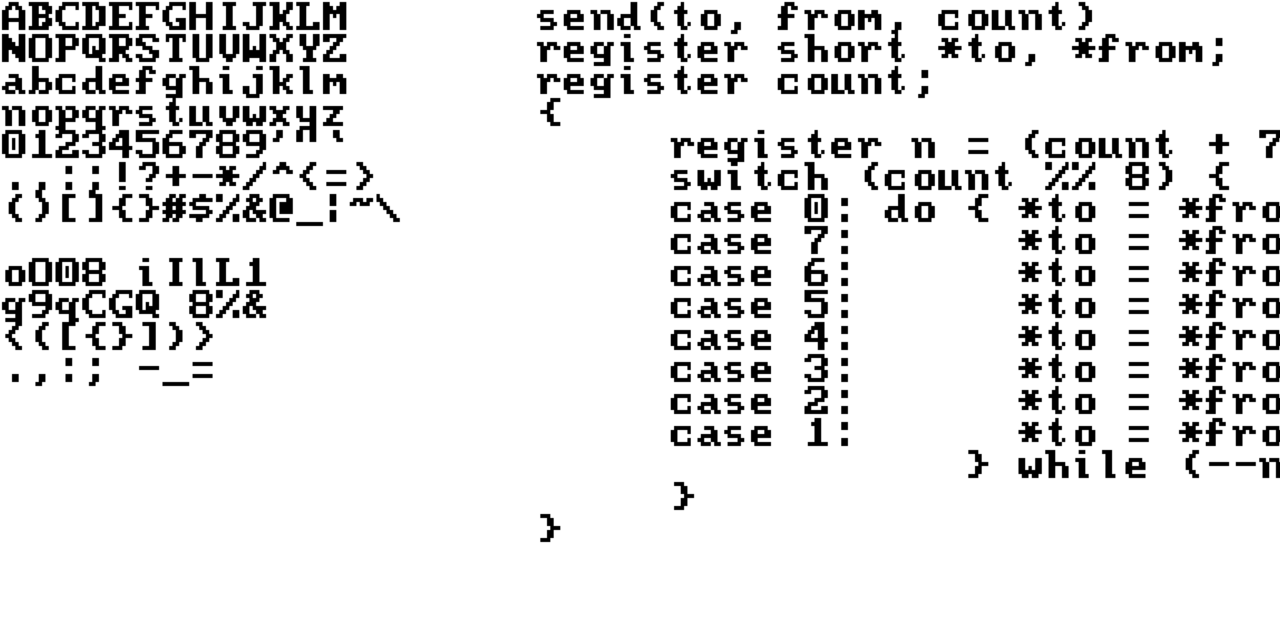 ABCDEFGHIJKLM
NOPQRSTUVWXYZ
abcdefghijklm
nopqrstuvwxyz
0123456789'"`
.,:;!?+-*/^<=>
()[]{}#$%&@_¦~\
oO08 iIlL1
g9qCGQ 8%&
<([{}])>
.,:; -_=
send(to, from, count)
register short *to, *from;
register count;
{
register n = (count + 7
switch (count %% 8) {
case 0: do { *to = *fro
case 7: *to = *fro
case 6: *to = *fro
case 5: *to = *fro
case 4: *to = *fro
case 3: *to = *fro
case 2: *to = *fro
case 1: *to = *fro
} while (--n
}
}